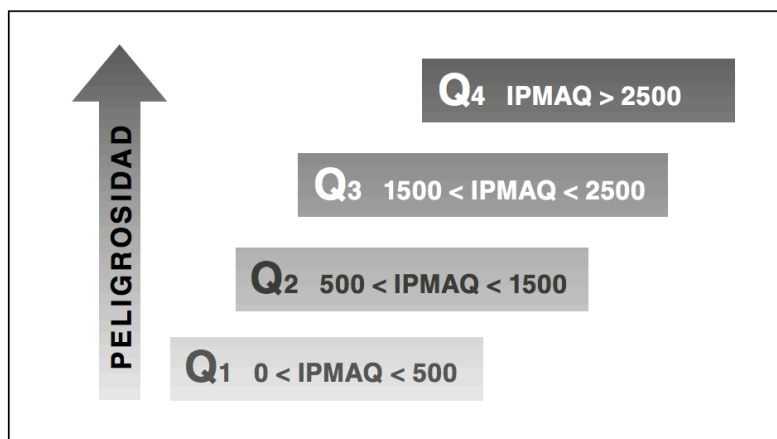 PELIGROSIDAD
Q4 IPMAQ > 2500
Q3 1500 < IPMAQ < 2500
Q2 500 < IPMAQ < 1500
Q1 0 < IPMAQ < 500